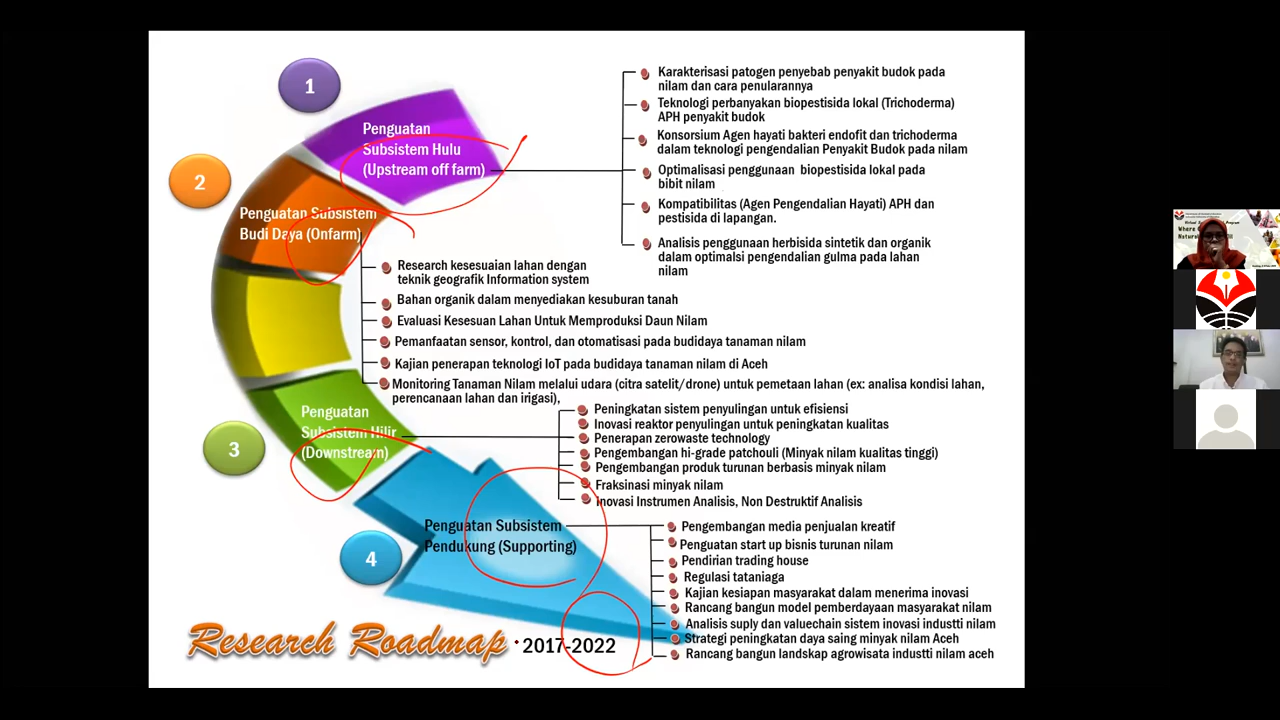 1
Penguatan
Subsistem Hulu
(Upstream off farm)
Karakterisasi patogen penyebab penyakit budok pada
nilam dan cara penularannya
Teknologi perbanyakan biopestisida lokal (Trichoderma)
APH penyakit budok
Konsorsium Agen hayati bakteri endofit dan trichoderma
dalam teknologi pengendalian Penyakit Budok pada nilam
Optimalisasi penggunaan biopestisida lokal pada
bibit nilam
Kompatibilitas (Agen Pengendalian Hayati) APH dan
pestisida di lapangan.
Analisis penggunaan herbisida sintetik dan organik
dalam optimalsi pengendalian gulma pada lahan
nilam
2
Penguatan Subsistem
Budi Daya (Onfarm)
Research kesesuaian lahan dengan
teknik geografik Information system
Bahan organik dalam menyediakan kesuburan tanah
Evaluasi Kesesuan Lahan Untuk Memproduksi Daun Nilam
Pemanfaatan sensor, kontrol, dan otomatisasi pada budidaya tanaman nilam
Kajian penerapan teknologi IoT pada budidaya tanaman nilam di Aceh
Monitoring Tanaman Nilam melalui udara (citra satelit/drone) untuk pemetaan lahan (ex: analisa kondisi lahan,
perencanaan lahan dan irigasi),
3
Penguatan
Subsistem Hilir
(Downstream)
Peningkatan sistem penyulingan untuk efisiensi
Inovasi reaktor penyulingan untuk peningkatan kualitas
Penerapan zerowaste technology
Pengembangan hi-grade patchouli (Minyak nilam kualitas tinggi)
Pengembangan produk turunan berbasis minyak nilam
Fraksinasi minyak nilam
Inovasi Instrumen Analisis, Non Destruktif Analisis
4
Penguatan Subsistem
Pendukung (Supporting)
Pengembangan media penjualan kreatif
Penguatan start up bisnis turunan nilam
Pendirian trading house
Regulasi tataniaga
Kajian kesiapan masyarakat dalam menerima inovasi
Rancang bangun model pemberdayaan masyarakat nilam
Analisis suply dan valuechain sistem inovasi industti nilam
Strategi peningkatan daya saing minyak nilam Aceh
Rancang bangun landskap agrowisata industti nilam aceh
Research Roadmap • 2017-2022